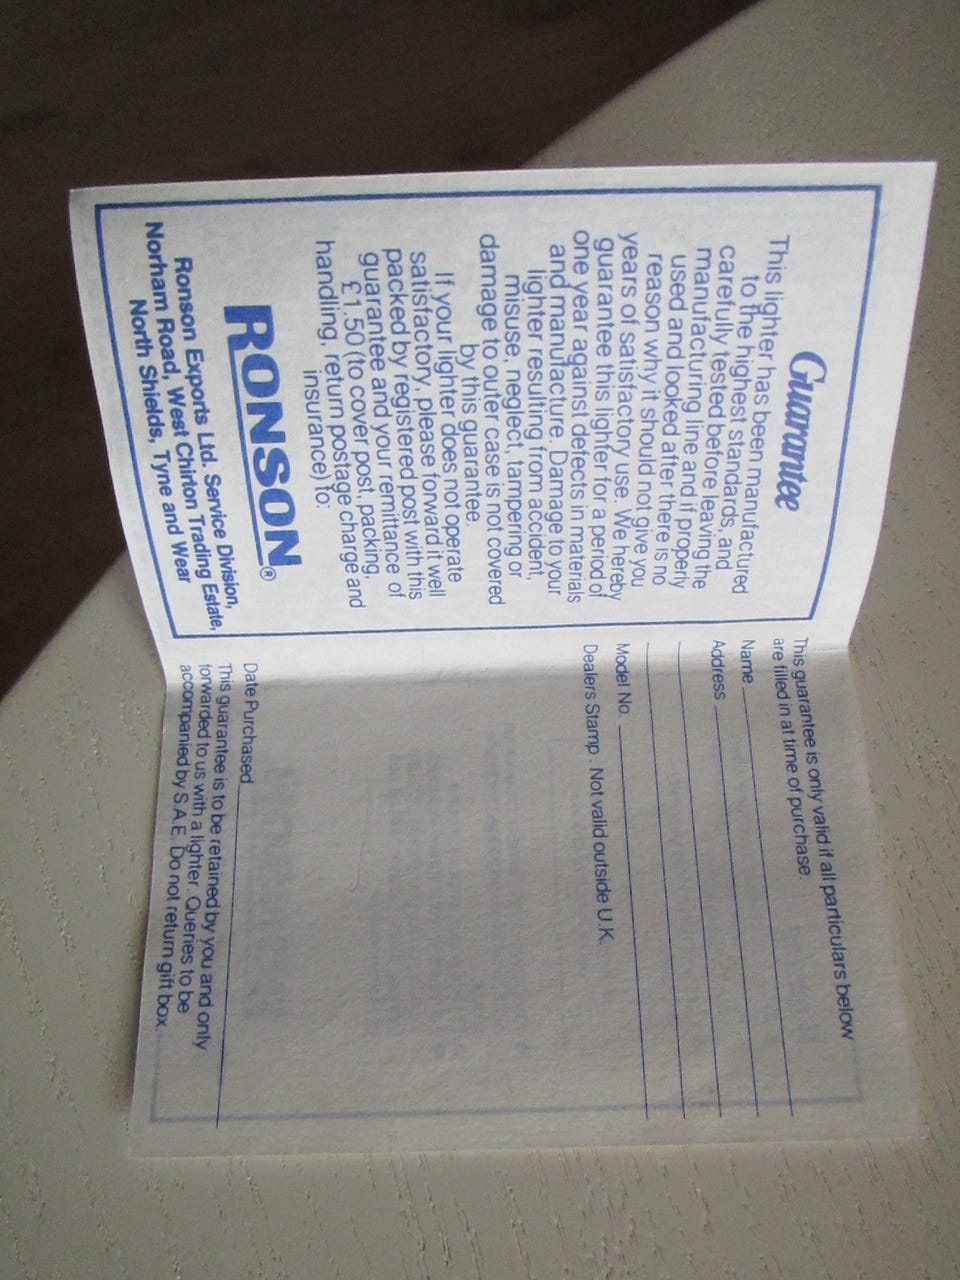 Guarantee
This lighter has been manufactured
to the highest standards, and
carefully tested before leaving the
manufacturing line and if properly
used and looked after there is no
reason why it should not give you
years of satisfactory use. We hereby
guarantee this lighter for a period of
one year against defects in materials
and manufacture. Damage to your
lighter resulting from accident,
misuse, neglect, tampering or
damage to outer case is not covered
by this guarantee.
If your lighter does not operate
satisfactory, please forward it well
packed by registered post with this
guarantee and your remittance of
£1.50 (to cover post, packing,
handling, return postage charge and
insurance) to:
RONSON®
Ronson Exports Ltd. Service Division,
Norham Road, West Chirton Trading Estate,
North Shields, Tyne and Wear
This guarantee is only valid if all particulars below
are filled in at time of purchase.
Name
Address
Model No.
Dealers Stamp. Not valid outside U.K.
Date Purchased
This guarantee is to be retained by you and only
forwarded to us with a lighter. Queries to be
accompanied by S.A.E. Do not return gift box.